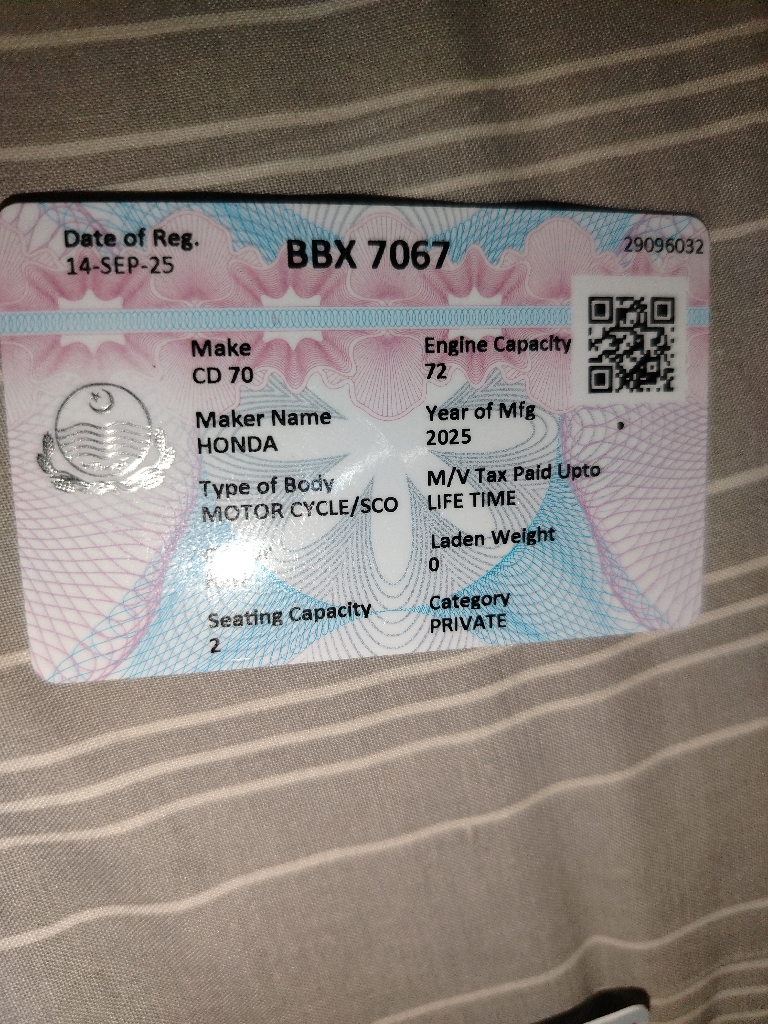 Date of Reg.
14-SEP-25
BBX 7067
29096032
Make
CD 70
Engine Capacity
72
Maker Name
HONDA
Year of Mfg
2025
Type of Body
MOTOR CYCLE/SCO
M/V Tax Paid Upto
LIFE TIME
Laden Weight
0
Seating Capacity
2
Category
PRIVATE